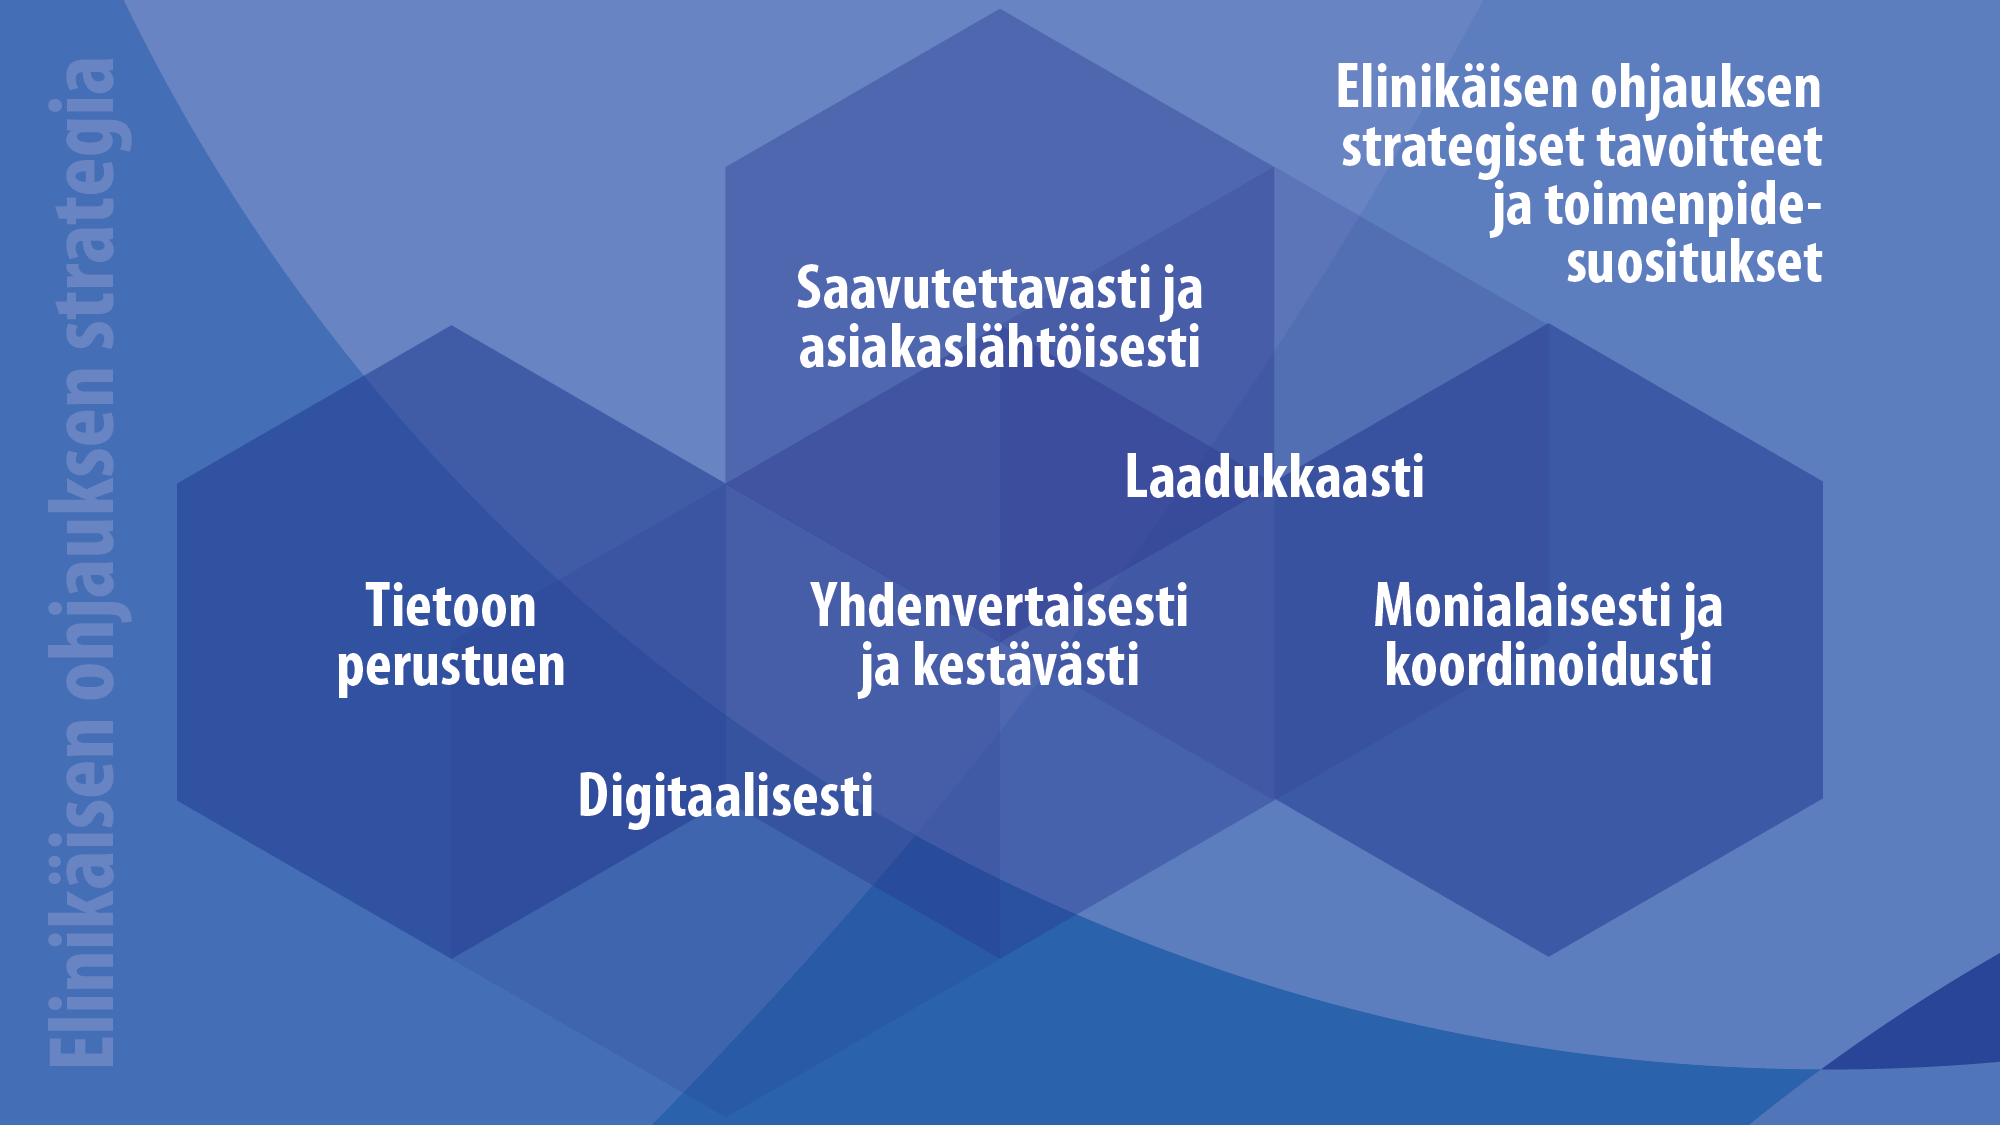 Elinikäisen ohjauksen strategia
Elinikäisen ohjauksen
strategiset tavoitteet
ja toimenpide-
suositukset
Saavutettavasti ja
asiakaslähtöisesti
Laadukkaasti
Tietoon
perustuen
Yhdenvertaisesti
ja kestävästi
Monialaisesti ja
koordinoidusti
Digitaalisesti